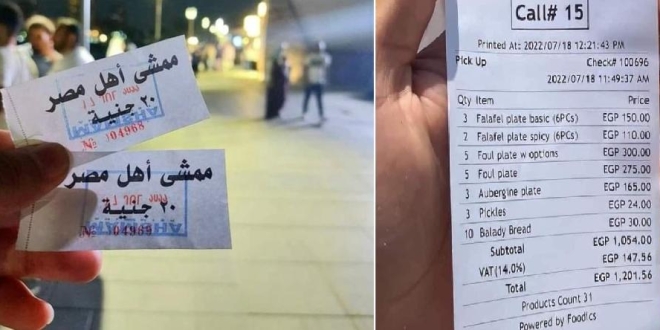 ممشى أهل مصر
٢٠ جنية
Nº 04968
ممشى أهل مصر
٢٠ جنية
Nº 04969
Call# 15
Printed At: 2022/07/18 12:21:43 PM
Pick Up Check# 100696
2022/07/18 11:49:37 AM
Qty Item Price
3 Falafel plate basic (6PCs) EGP 150.00
2 Falafel plate spicy (6PCs) EGP 110.00
5 Foul plate w options EGP 300.00
5 Foul plate EGP 275.00
3 Aubergine plate EGP 165.00
3 Pickles EGP 24.00
10 Balady Bread EGP 30.00
Subtotal EGP 1,054.00
VAT(14.0%) EGP 147.56
Total EGP 1,201.56
Products Count 31
Powered by Foodics